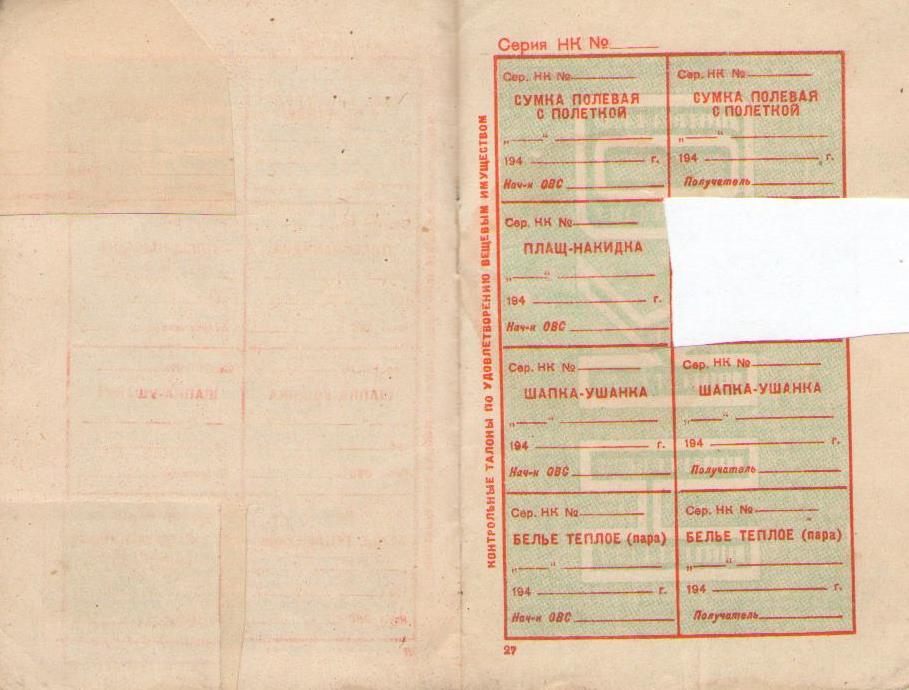 Серия НК №
КОНТРОЛЬНЫЕ ТАЛОНЫ ПО УДОВЛЕТВОРЕНИЮ ВЕЩЕВЫМ ИМУЩЕСТВОМ
Сер. НК №
СУМКА ПОЛЕВАЯ
С ПОЛЕТКОЙ
„ “
194 г.
Нач-к ОВС
Сер. НК №
СУМКА ПОЛЕВАЯ
С ПОЛЕТКОЙ
„ “
194 г.
Получатель
Сер. НК №
ПЛАЩ-НАКИДКА
„ “
194 г.
Нач-к ОВС
Сер. НК №
ШАПКА-УШАНКА
„ “
194 г.
Нач-к ОВС
Сер. НК №
ШАПКА-УШАНКА
„ “
194 г.
Получатель
Сер. НК №
БЕЛЬЕ ТЕПЛОЕ (пара)
„ “
194 г.
Нач-к ОВС
Сер. НК №
БЕЛЬЕ ТЕПЛОЕ (пара)
„ “
194 г.
Получатель
27